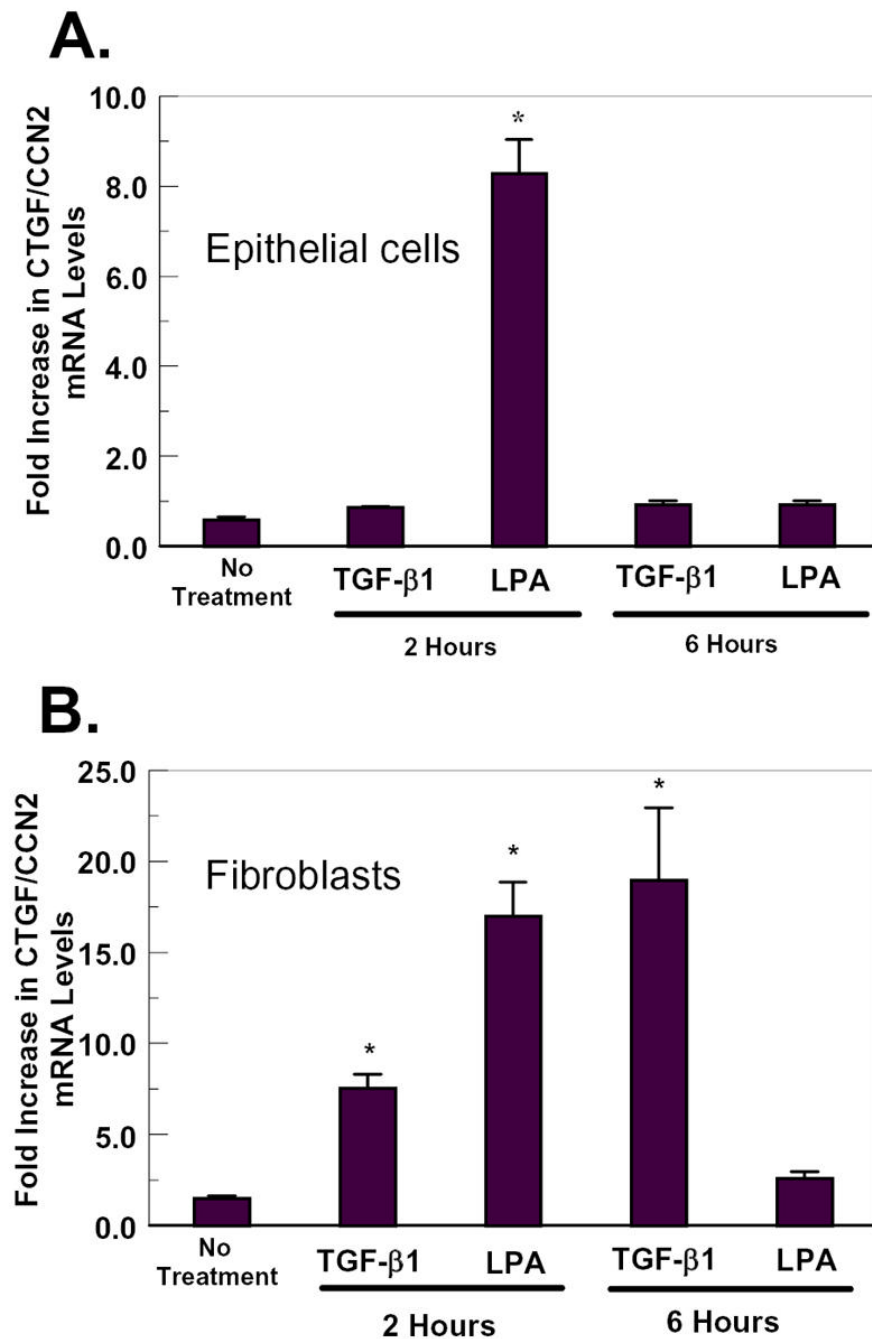 A.
Fold Increase in CTGF/CCN2
mRNA Levels
10.0
8.0
6.0
4.0
2.0
0.0
*
Epithelial cells
No
Treatment
TGF-β1
LPA
TGF-β1
LPA
2 Hours
6 Hours
B.
Fold Increase in CTGF/CCN2
mRNA Levels
25.0
20.0
15.0
10.0
5.0
0.0
*
*
*
Fibroblasts
No
Treatment
TGF-β1
LPA
TGF-β1
LPA
2 Hours
6 Hours